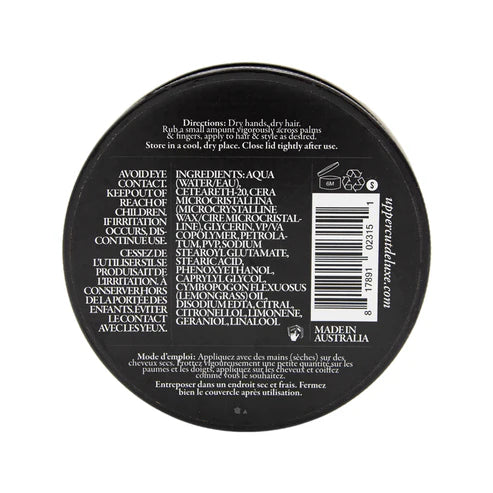 Directions: Dry hands, dry hair.
Rub a small amount vigorously across palms
& fingers, apply to hair & style as desired.
Store in a cool, dry place. Close lid tightly after use.
AVOID EYE
CONTACT.
KEEP OUT OF
REACH OF
CHILDREN.
IF IRRITATION
OCCURS, DIS-
CONTINUE USE.
CESSEZ DE
L'UTILISER S'IL SE
PRODUISAIT DE
L'IRRITATION. À
CONSERVER HORS
DE LA PORTÉE DES
ENFANTS. ÉVITER
LE CONTACT
AVEC LES YEUX.
INGREDIENTS: AQUA
(WATER/EAU),
CETEARETH-20, CERA
MICROCRISTALLINA
(MICROCRYSTALLINE
WAX/CIRE MICROCRISTAL-
LINE), GLYCERIN, VP/VA
COPOLYMER, PETROLA-
TUM, PVP, SODIUM
STEAROYL GLUTAMATE,
STEARIC ACID,
PHENOXYETHANOL,
CAPRYLYL GLYCOL,
CYMBOPOGON FLEXUOSUS
(LEMONGRASS) OIL,
DISODIUM EDTA, CITRAL,
CITRONELLOL, LIMONENE,
GERANIOL, LINALOOL
6M
S
uppercutdeluxe.com
8 17891 02315 1
MADE IN
AUSTRALIA
Mode d'emploi: Appliquez avec des mains (sèches) sur des
cheveux secs. Frottez vigoureusement une petite quantité sur les
paumes et les doigts, appliquez sur les cheveux et coiffez
comme vous le souhaitez.
Entreposer dans un endroit sec et frais. Fermez
bien le couvercle après utilisation.